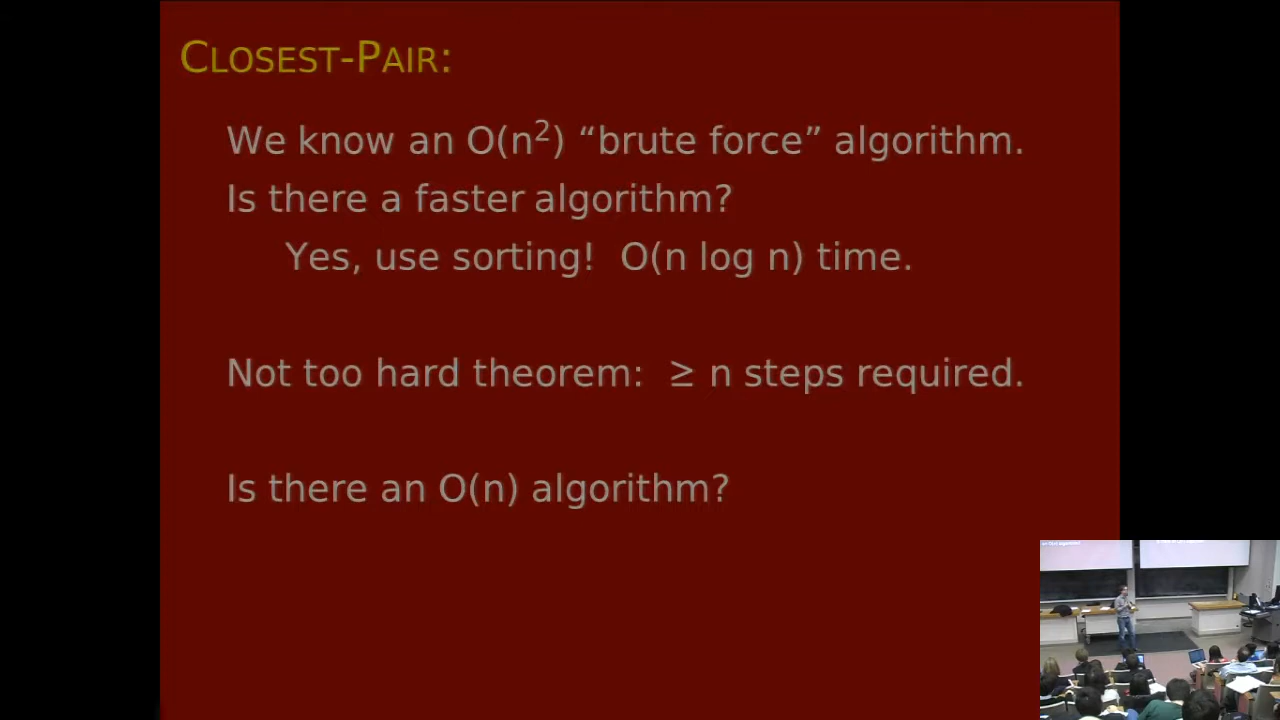 CLOSEST-PAIR:
We know an O(n²) “brute force” algorithm.
Is there a faster algorithm?
Yes, use sorting! O(n log n) time.
Not too hard theorem: ≥ n steps required.
Is there an O(n) algorithm?